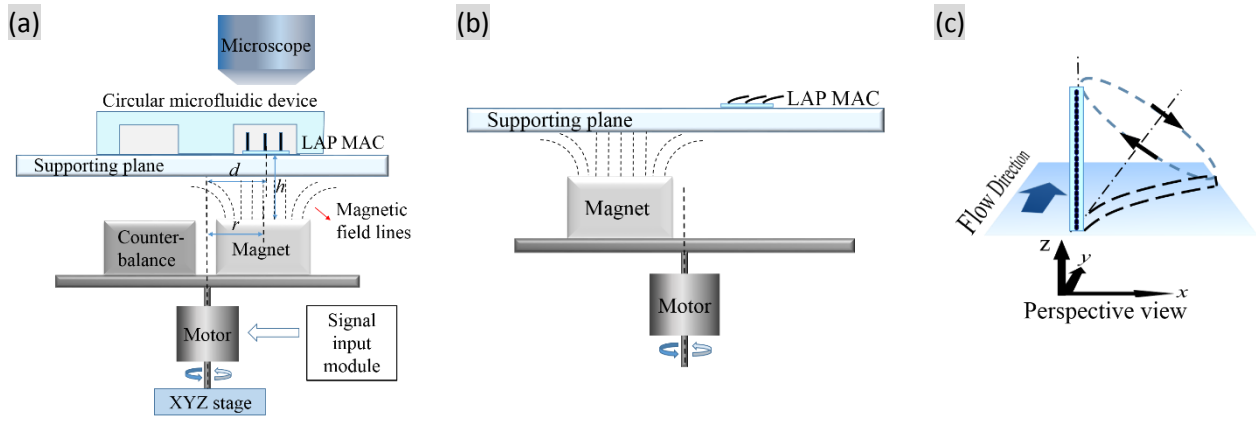 (a)
Microscope
Circular microfluidic device
LAP MAC
Supporting plane
d
h
r
Magnetic
field lines
Counter-
balance
Magnet
Motor
Signal
input
module
XYZ stage
(b)
LAP MAC
Supporting plane
Magnet
Motor
(c)
Flow Direction
z
y
x
Perspective view